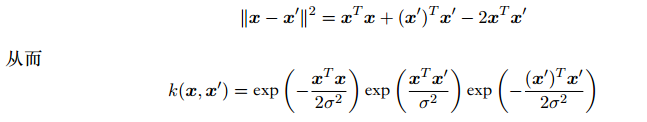 ‖x − x′‖² = xᵀx + (x′)ᵀx′ − 2xᵀx′
从而
k(x, x′) = exp(−xᵀx/2σ²) exp(xᵀx′/σ²) exp(−(x′)ᵀx′/2σ²)